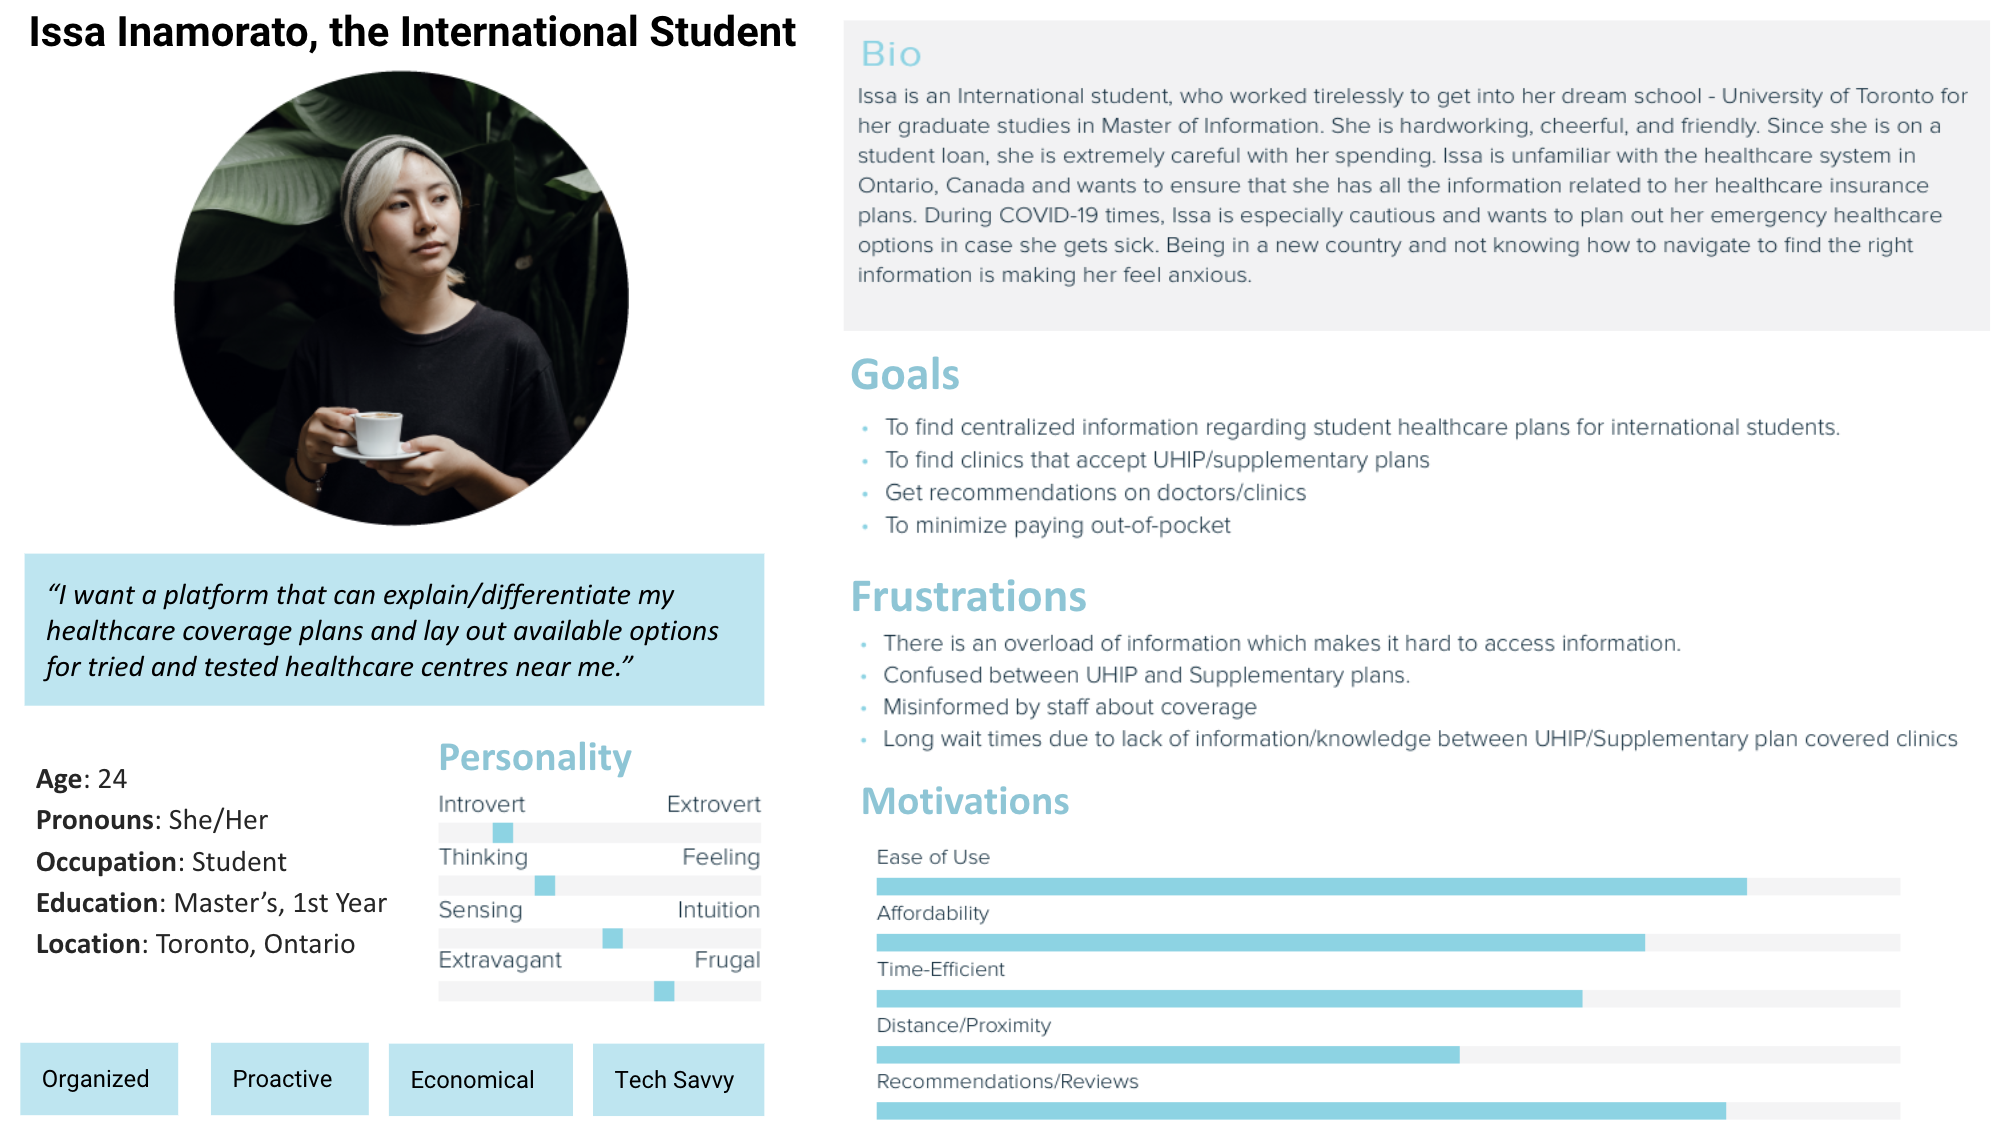 Issa Inamorato, the International Student
“I want a platform that can explain/differentiate my
healthcare coverage plans and lay out available options
for tried and tested healthcare centres near me.”
Age: 24
Pronouns: She/Her
Occupation: Student
Education: Master’s, 1st Year
Location: Toronto, Ontario
Personality
Introvert Extrovert
Thinking Feeling
Sensing Intuition
Extravagant Frugal
Organized
Proactive
Economical
Tech Savvy
Bio
Issa is an International student, who worked tirelessly to get into her dream school - University of Toronto for
her graduate studies in Master of Information. She is hardworking, cheerful, and friendly. Since she is on a
student loan, she is extremely careful with her spending. Issa is unfamiliar with the healthcare system in
Ontario, Canada and wants to ensure that she has all the information related to her healthcare insurance
plans. During COVID-19 times, Issa is especially cautious and wants to plan out her emergency healthcare
options in case she gets sick. Being in a new country and not knowing how to navigate to find the right
information is making her feel anxious.
Goals
• To find centralized information regarding student healthcare plans for international students.
• To find clinics that accept UHIP/supplementary plans
• Get recommendations on doctors/clinics
• To minimize paying out-of-pocket
Frustrations
• There is an overload of information which makes it hard to access information.
• Confused between UHIP and Supplementary plans.
• Misinformed by staff about coverage
• Long wait times due to lack of information/knowledge between UHIP/Supplementary plan covered clinics
Motivations
Ease of Use
Affordability
Time-Efficient
Distance/Proximity
Recommendations/Reviews